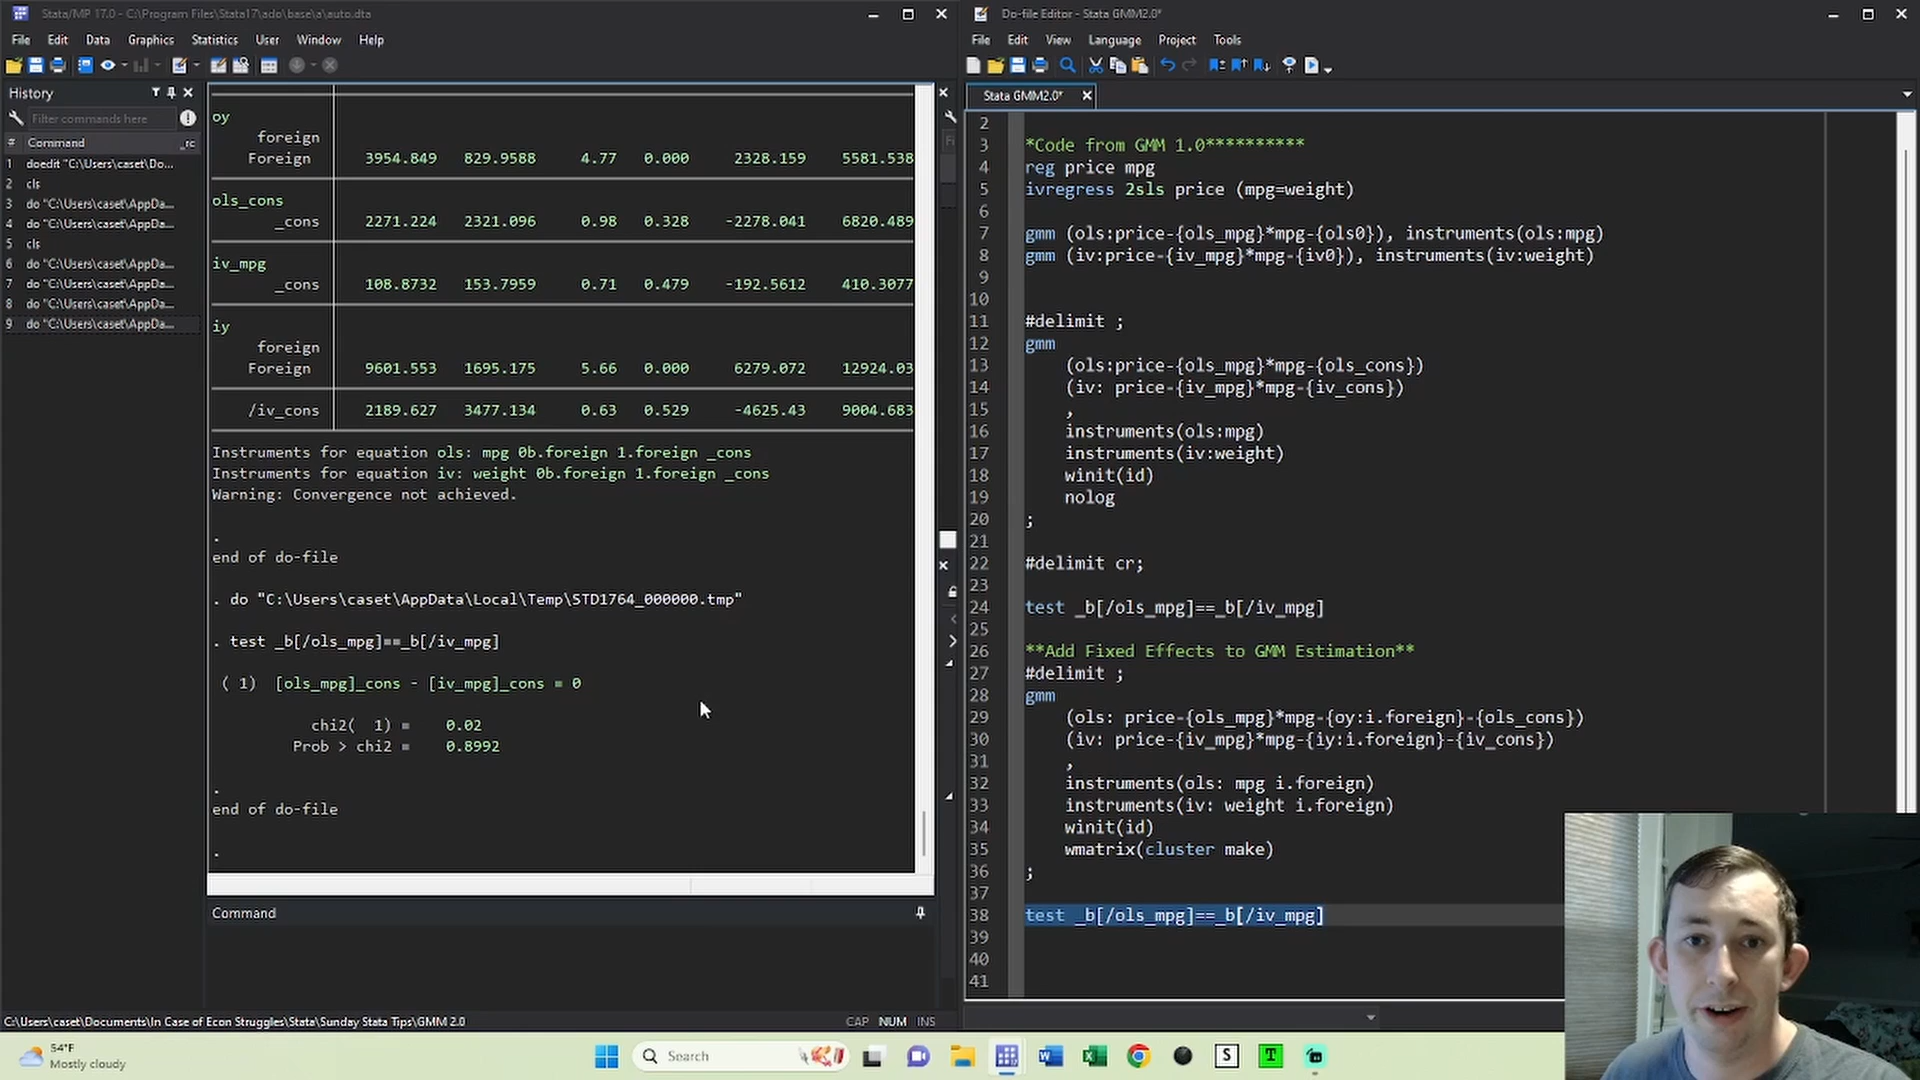 Stata/MP 17.0 - C:\Program Files\Stata17\ado\base\a\auto.dta
File Edit Data Graphics Statistics User Window Help
History
Filter commands here
# Command _rc
1 doedit "C:\Users\caset\Do...
2 cls
3 do "C:\Users\caset\AppDa...
4 do "C:\Users\caset\AppDa...
5 cls
6 do "C:\Users\caset\AppDa...
7 do "C:\Users\caset\AppDa...
8 do "C:\Users\caset\AppDa...
9 do "C:\Users\caset\AppDa...
oy
foreign
Foreign 3954.849 829.9588 4.77 0.000 2328.159 5581.538
ols_cons
_cons 2271.224 2321.096 0.98 0.328 -2278.041 6820.489
iv_mpg
_cons 108.8732 153.7959 0.71 0.479 -192.5612 410.3077
iy
foreign
Foreign 9601.553 1695.175 5.66 0.000 6279.072 12924.03
/iv_cons 2189.627 3477.134 0.63 0.529 -4625.43 9004.683
Instruments for equation ols: mpg 0b.foreign 1.foreign _cons
Instruments for equation iv: weight 0b.foreign 1.foreign _cons
Warning: Convergence not achieved.
.
end of do-file
. do "C:\Users\caset\AppData\Local\Temp\STD1764_000000.tmp"
. test _b[/ols_mpg]==_b[/iv_mpg]
( 1) [ols_mpg]_cons - [iv_mpg]_cons = 0
chi2( 1) = 0.02
Prob > chi2 = 0.8992
.
end of do-file
.
Command
C:\Users\caset\Documents\In Case of Econ Struggles\Stata\Sunday Stata Tips\GMM 2.0
CAP NUM INS
Do-file Editor - Stata GMM2.0*
File Edit View Language Project Tools
Stata GMM2.0*
2
3 *Code from GMM 1.0**********
4 reg price mpg
5 ivregress 2sls price (mpg=weight)
6
7 gmm (ols:price-{ols_mpg}*mpg-{ols0}), instruments(ols:mpg)
8 gmm (iv:price-{iv_mpg}*mpg-{iv0}), instruments(iv:weight)
9
10
11 #delimit ;
12 gmm
13 (ols:price-{ols_mpg}*mpg-{ols_cons})
14 (iv: price-{iv_mpg}*mpg-{iv_cons})
15 ,
16 instruments(ols:mpg)
17 instruments(iv:weight)
18 winit(id)
19 nolog
20 ;
21
22 #delimit cr;
23
24 test _b[/ols_mpg]==_b[/iv_mpg]
25
26 **Add Fixed Effects to GMM Estimation**
27 #delimit ;
28 gmm
29 (ols: price-{ols_mpg}*mpg-{oy:i.foreign}-{ols_cons})
30 (iv: price-{iv_mpg}*mpg-{iy:i.foreign}-{iv_cons})
31 ,
32 instruments(ols: mpg i.foreign)
33 instruments(iv: weight i.foreign)
34 winit(id)
35 wmatrix(cluster make)
36 ;
37
38 test _b[/ols_mpg]==_b[/iv_mpg]
39
40
41
54°F
Mostly cloudy
Search
S
T